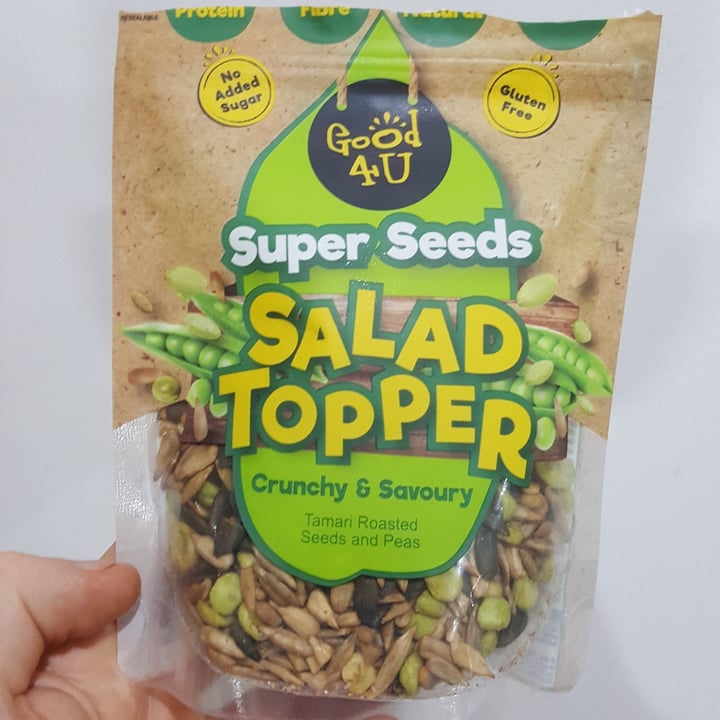 RESEALABLE
Protein
Fibre
Natural
No
Added
Sugar
Gluten
Free
Good
4U
Super Seeds
SALAD
TOPPER
Crunchy & Savoury
Tamari Roasted
Seeds and Peas